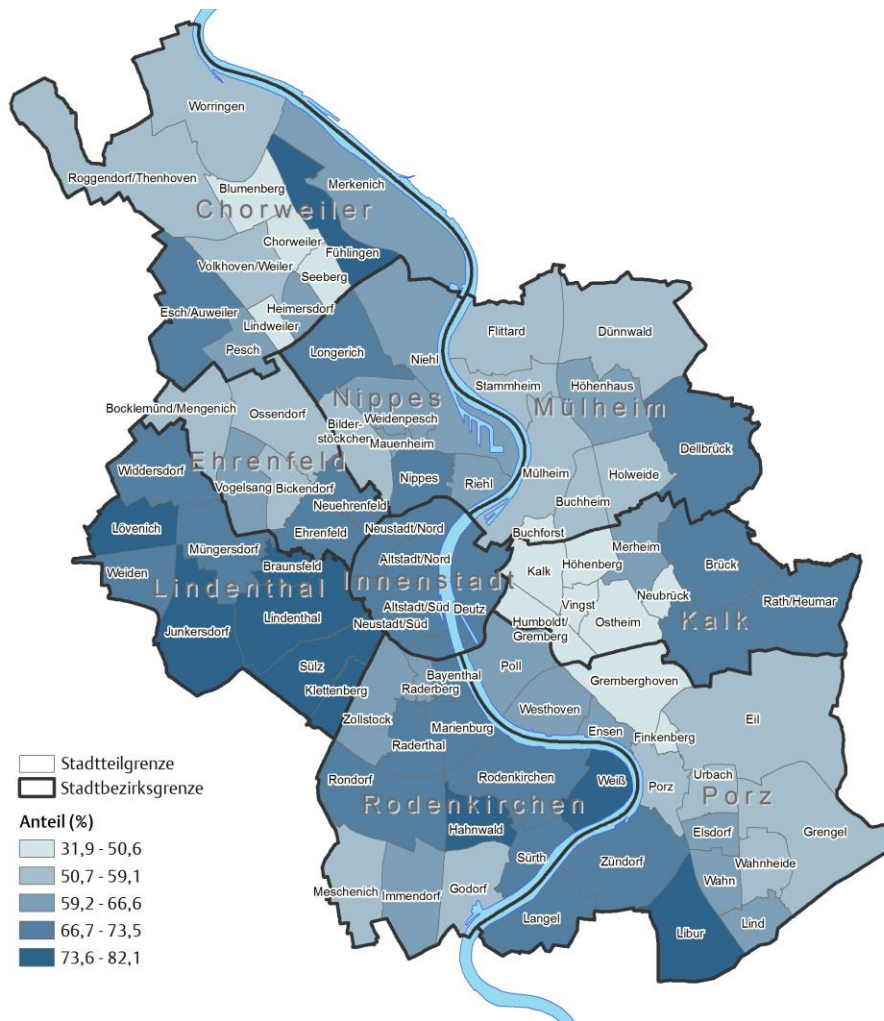 Worringen
Roggendorf/Thenhoven
Blumenberg
Merkenich
Chorweiler
Chorweiler
Fühlingen
Volkhoven/Weiler
Seeberg
Esch/Auweiler
Heimersdorf
Lindweiler
Pesch
Longerich
Niehl
Flittard
Dünnwald
Stammheim
Höhenhaus
Nippes
Mülheim
Weidenpesch
Bocklemünd/Mengenich
Ossendorf
Bilder-
stöckchen
Mauenheim
Dellbrück
Ehrenfeld
Widdersdorf
Vogelsang
Bickendorf
Nippes
Riehl
Mülheim
Holweide
Buchheim
Neuehrenfeld
Lövenich
Ehrenfeld
Neustadt/Nord
Buchforst
Müngersdorf
Braunsfeld
Altstadt/Nord
Kalk
Höhenberg
Merheim
Brück
Weiden
Lindenthal
Innenstadt
Neubrück
Rath/Heumar
Lindenthal
Altstadt/Süd
Deutz
Vingst
Ostheim
Kalk
Junkersdorf
Neustadt/Süd
Humboldt/
Gremberg
Sülz
Poll
Klettenberg
Bayenthal
Raderberg
Gremberghoven
Zollstock
Marienburg
Westhoven
Eil
Raderthal
Ensen
Finkenberg
Rondorf
Rodenkirchen
Weiß
Porz
Urbach
Rodenkirchen
Porz
Hahnwald
Elsdorf
Grengel
Sürth
Zündorf
Wahnheide
Meschenich
Immendorf
Godorf
Wahn
Langel
Libur
Lind
Stadtteilgrenze
Stadtbezirksgrenze
Anteil (%)
31,9 - 50,6
50,7 - 59,1
59,2 - 66,6
66,7 - 73,5
73,6 - 82,1